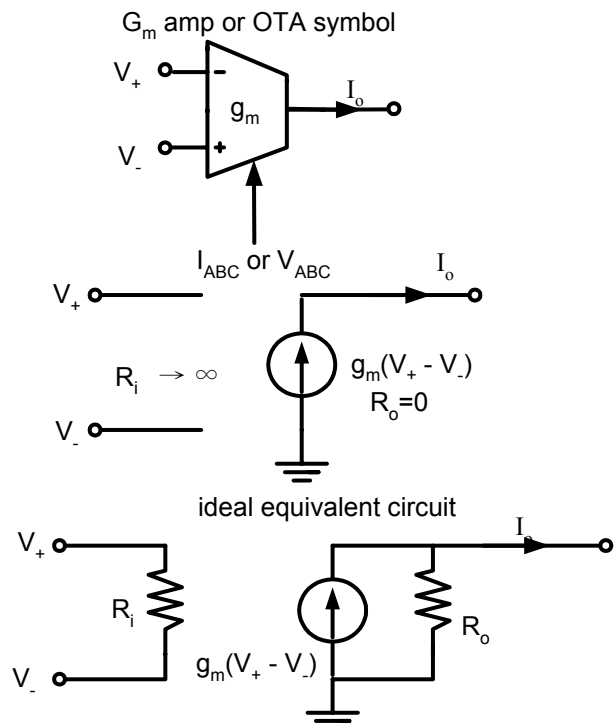 Gm amp or OTA symbol
V+
-
Io
gm
V-
+
IABC or VABC
Io
V+
gm(V+ - V-)
Ri → ∞
Ro=0
V-
ideal equivalent circuit
Io
V+
Ri
Ro
gm(V+ - V-)
V-